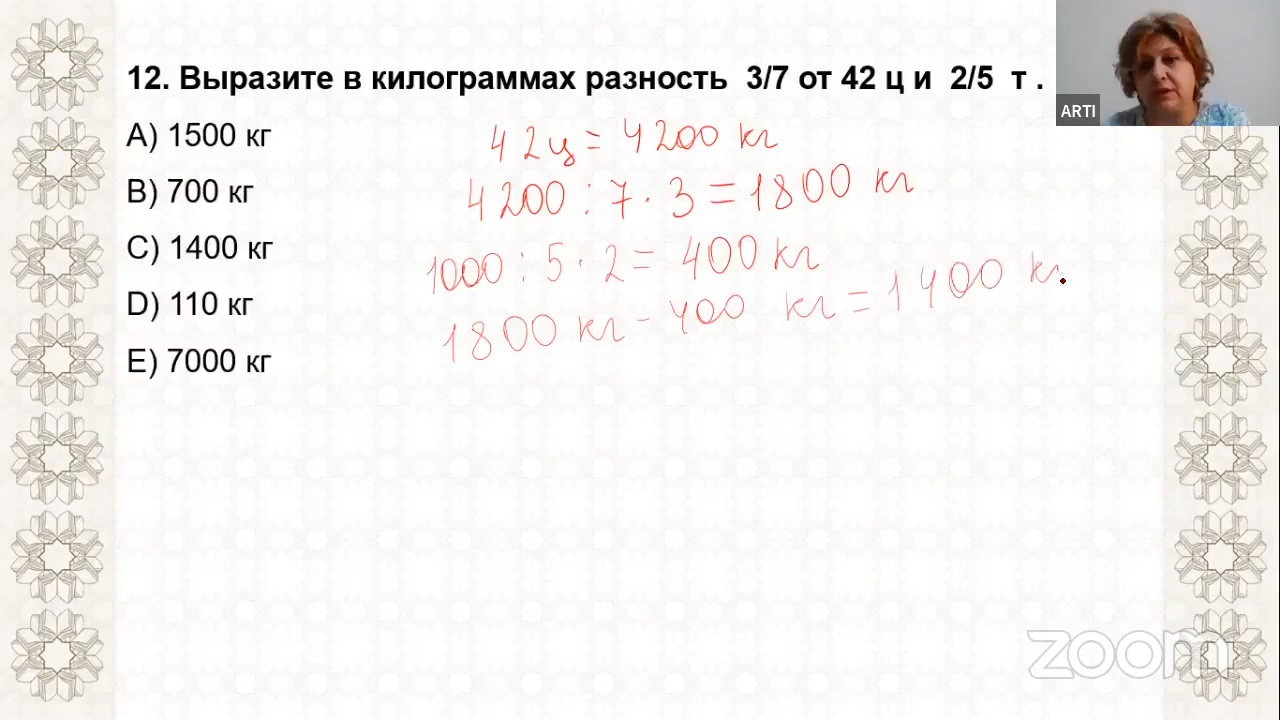 12. Выразите в килограммах разность 3/7 от 42 ц и 2/5 т .
ARTI
A) 1500 кг
B) 700 кг
C) 1400 кг
D) 110 кг
E) 7000 кг
42ц = 4200 кг
4200 : 7 · 3 = 1800 кг
1000 : 5 · 2 = 400 кг
1800 кг - 400 кг = 1400 кг
zoom